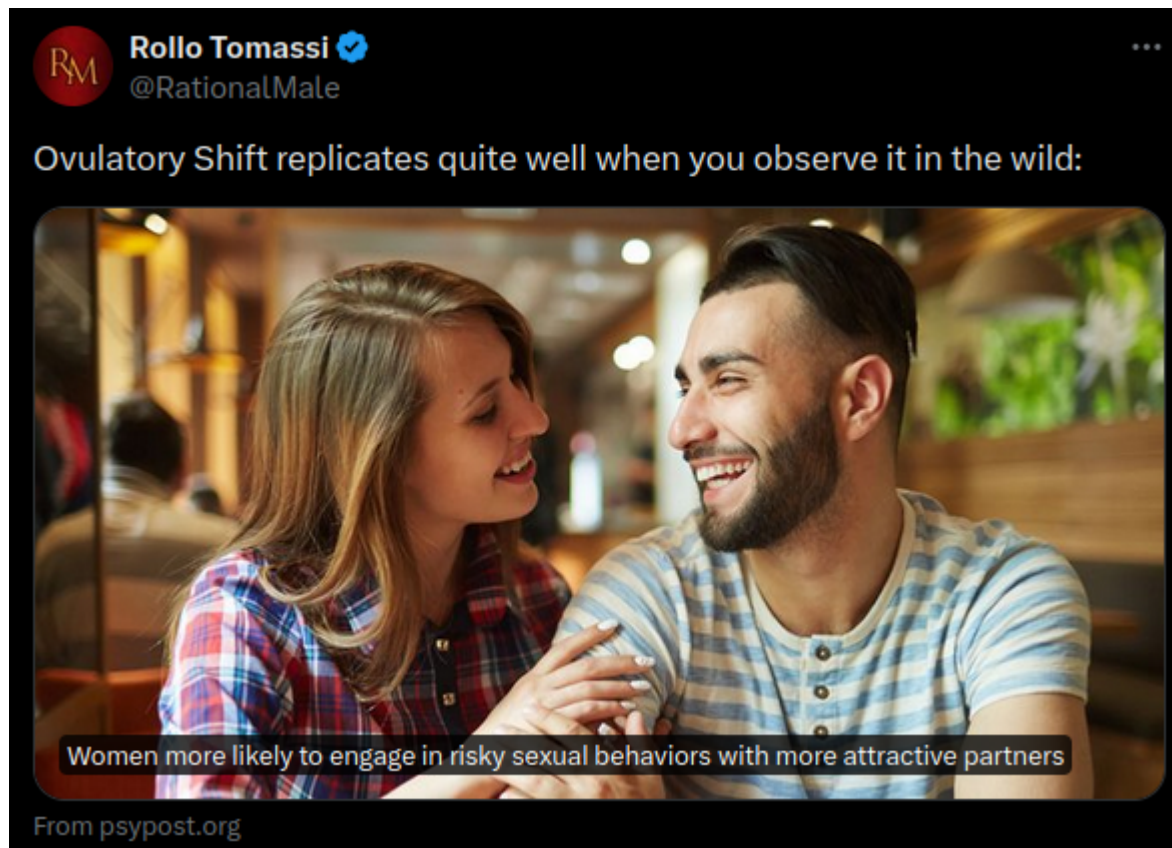 RM
Rollo Tomassi
@RationalMale
Ovulatory Shift replicates quite well when you observe it in the wild:
Women more likely to engage in risky sexual behaviors with more attractive partners
From psypost.org